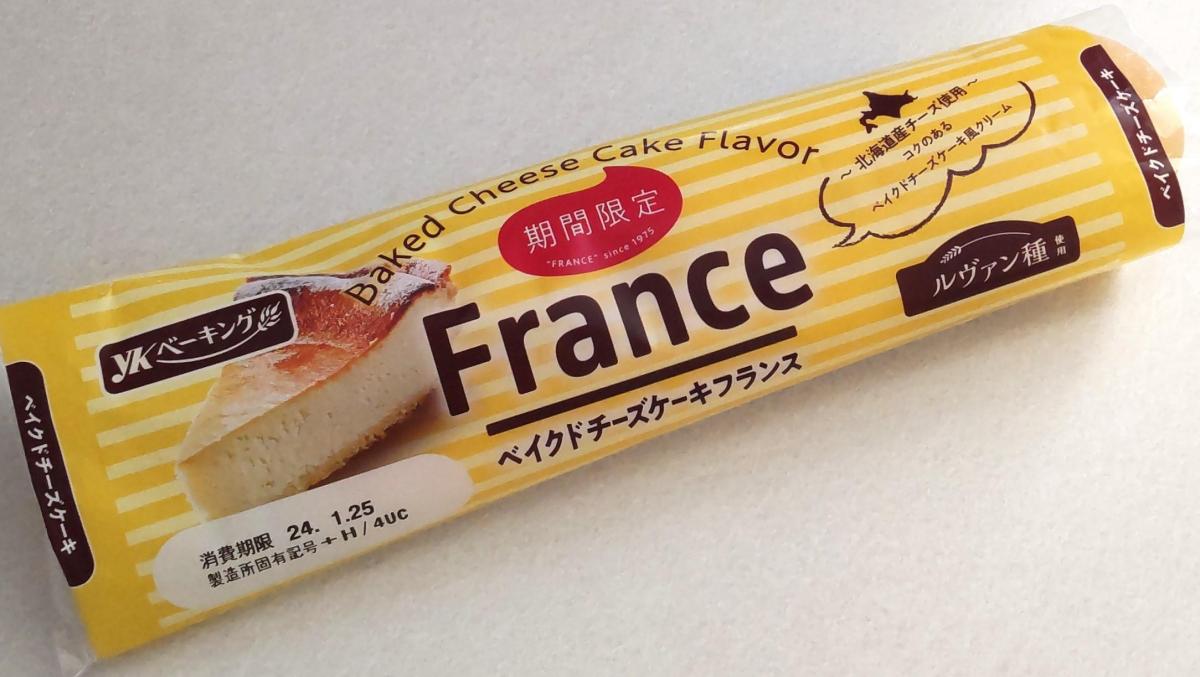 Baked Cheese Cake Flavor
期間限定
"FRANCE" since 1975
France
ベイクドチーズケーキフランス
YKベーキング
～北海道産チーズ使用～
コクのある
ベイクドチーズケーキ風クリーム
ルヴァン種 使用
ベイクドチーズケーキ
ベイクドチーズケーキ
消費期限 24. 1.25
製造所固有記号 +H/4UC